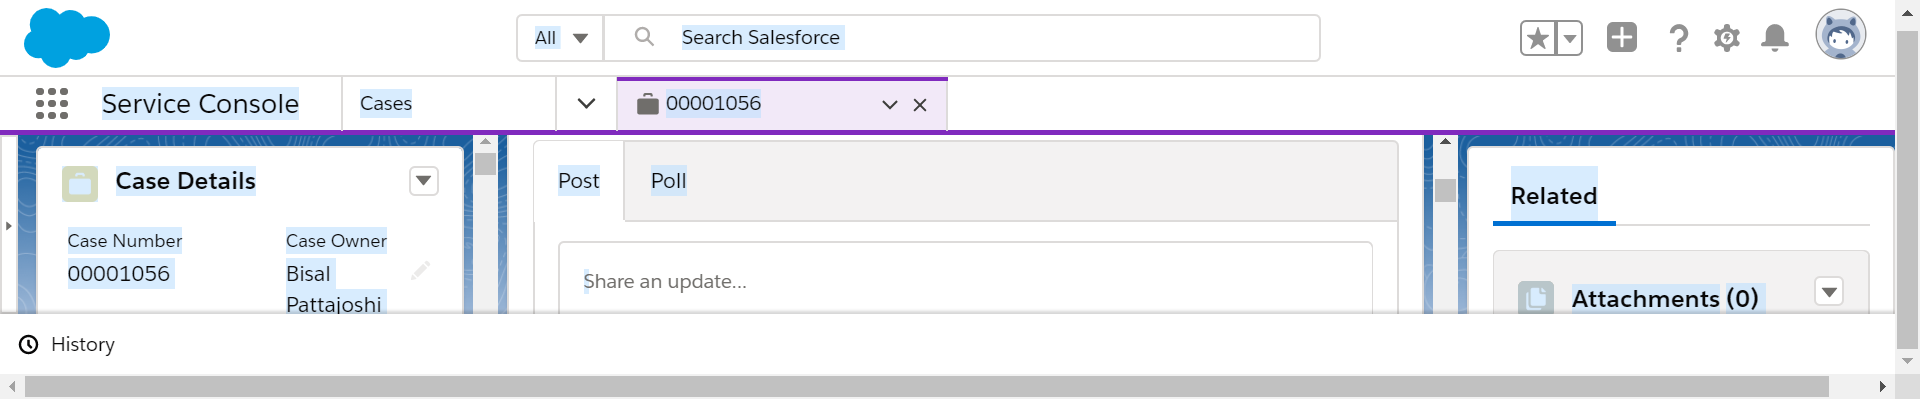 All Search Salesforce
Service Console Cases 00001056
Case Details
Case Number Case Owner
00001056 Bisal
Pattajoshi
Post Poll
Share an update...
Related
Attachments (0)
History